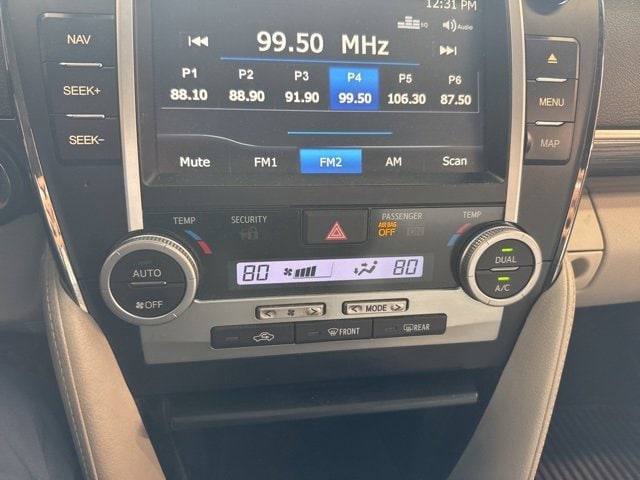 12:31 PM
EQ Audio
NAV
99.50 MHz
SEEK+
P1 P2 P3 P4 P5 P6
88.10 88.90 91.90 99.50 106.30 87.50
MENU
SEEK-
MAP
Mute FM1 FM2 AM Scan
TEMP SECURITY PASSENGER TEMP
AIR BAG
OFF ON
AUTO 80 80 DUAL
OFF A/C
MODE
FRONT REAR